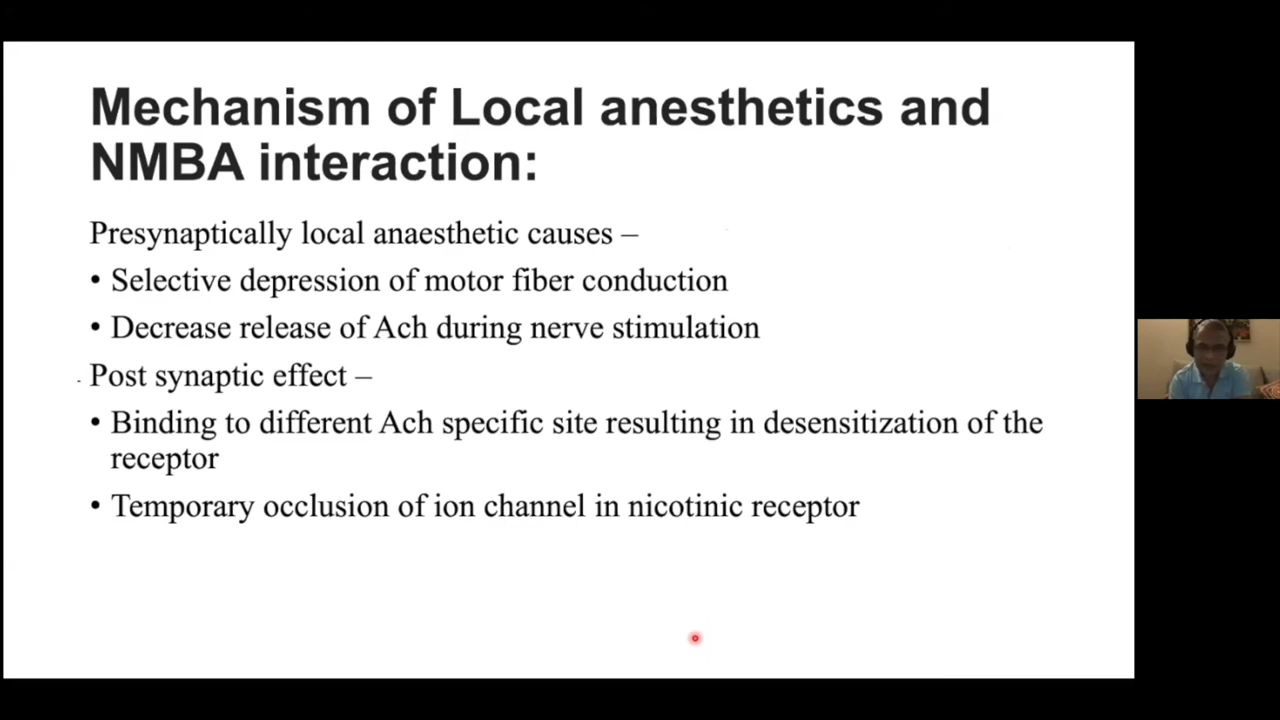 Mechanism of Local anesthetics and
NMBA interaction:
Presynaptically local anaesthetic causes –
• Selective depression of motor fiber conduction
• Decrease release of Ach during nerve stimulation
Post synaptic effect –
• Binding to different Ach specific site resulting in desensitization of the
receptor
• Temporary occlusion of ion channel in nicotinic receptor